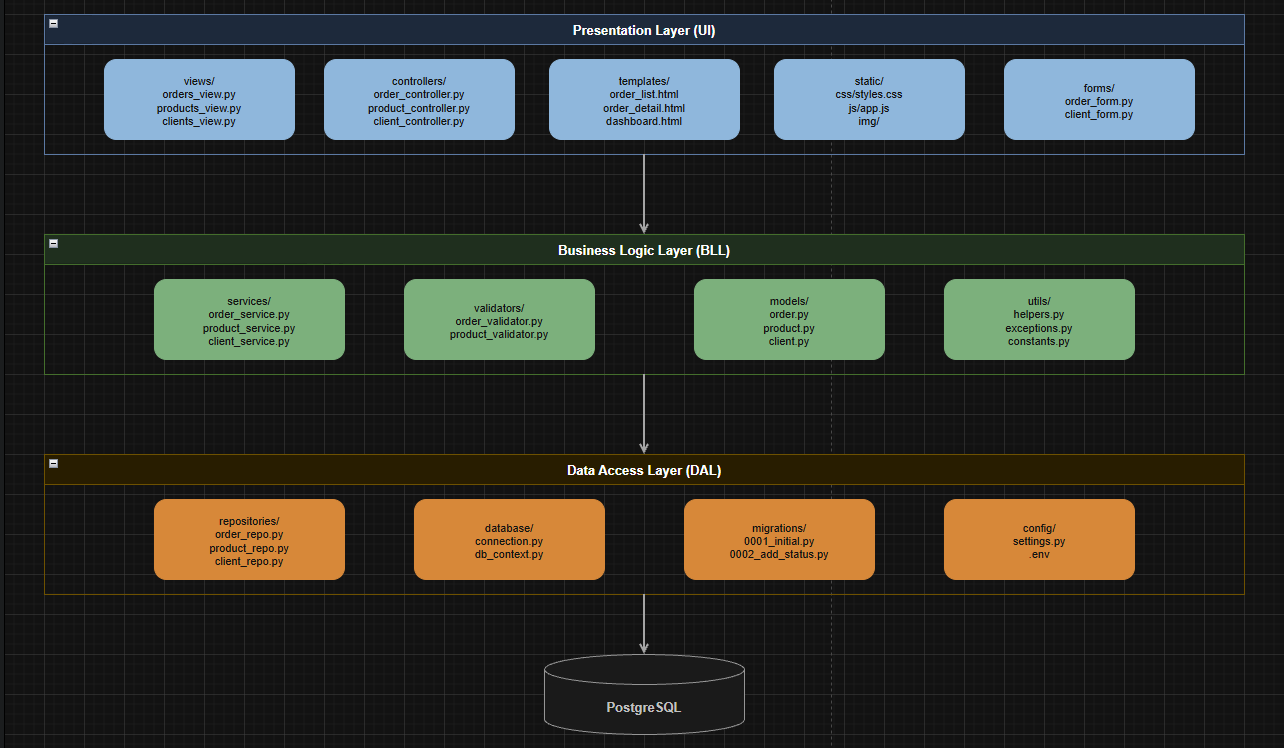 Presentation Layer (UI)
views/
orders_view.py
products_view.py
clients_view.py
controllers/
order_controller.py
product_controller.py
client_controller.py
templates/
order_list.html
order_detail.html
dashboard.html
static/
css/styles.css
js/app.js
img/
forms/
order_form.py
client_form.py
Business Logic Layer (BLL)
services/
order_service.py
product_service.py
client_service.py
validators/
order_validator.py
product_validator.py
models/
order.py
product.py
client.py
utils/
helpers.py
exceptions.py
constants.py
Data Access Layer (DAL)
repositories/
order_repo.py
product_repo.py
client_repo.py
database/
connection.py
db_context.py
migrations/
0001_initial.py
0002_add_status.py
config/
settings.py
.env
PostgreSQL